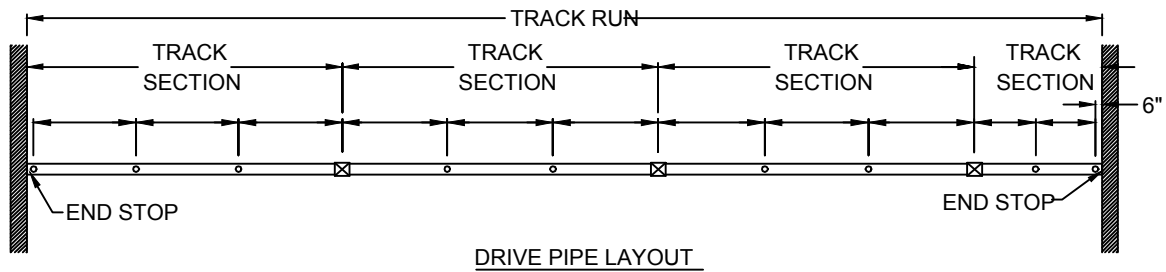 TRACK RUN
TRACK
SECTION
TRACK
SECTION
TRACK
SECTION
TRACK
SECTION
6"
END STOP
END STOP
DRIVE PIPE LAYOUT